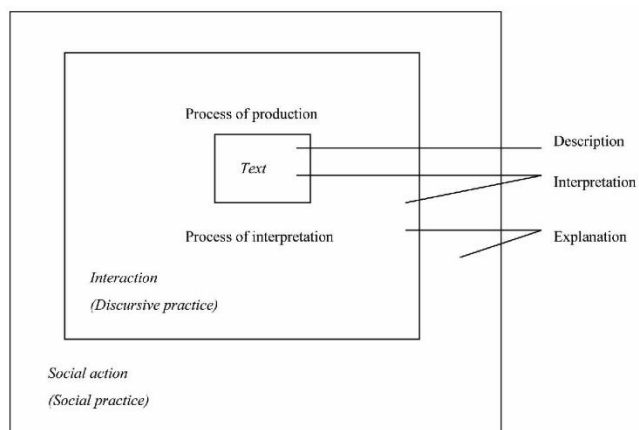 Process of production
Description
Text
Interpretation
Process of interpretation
Explanation
Interaction
(Discursive practice)
Social action
(Social practice)